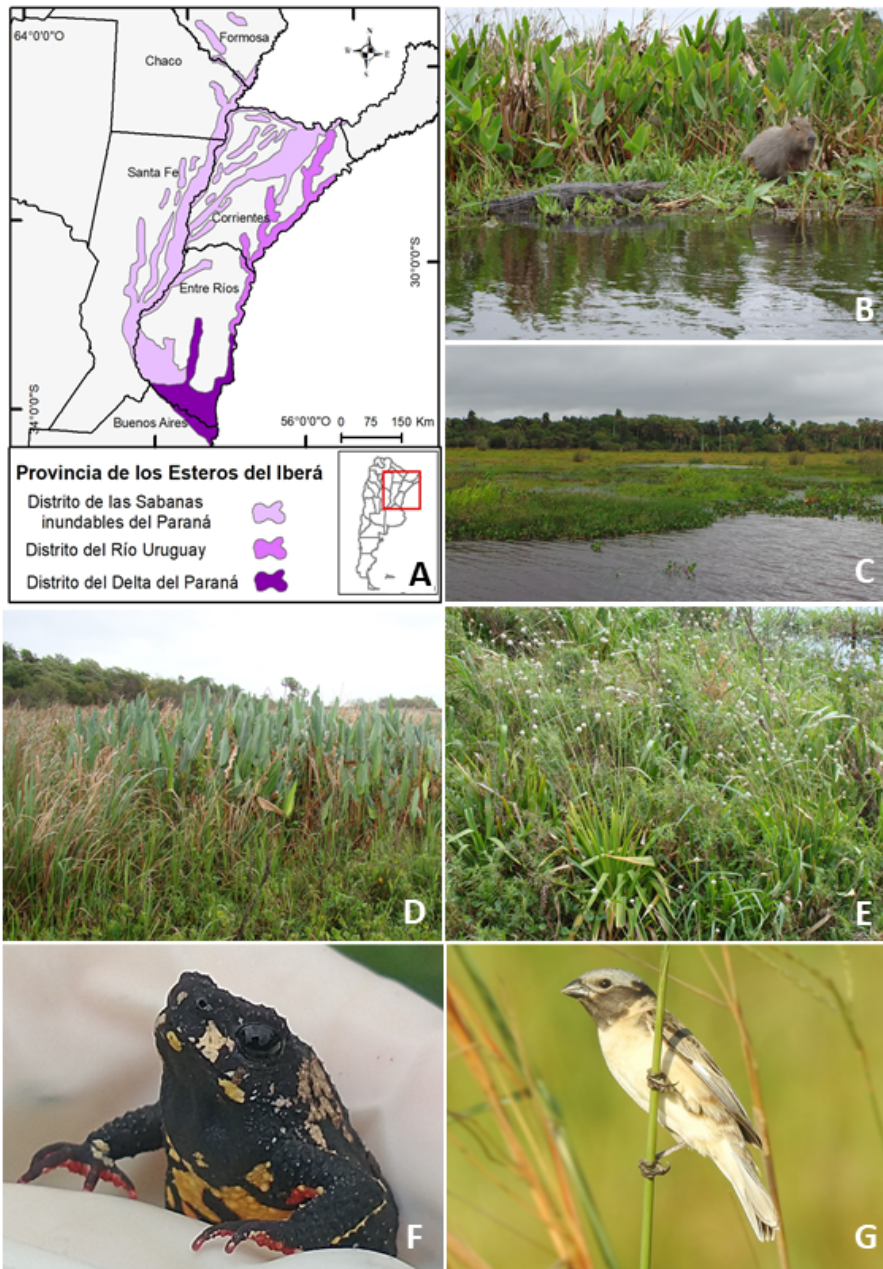 64°0'0"O
Formosa
N
W E
S
Chaco
Santa Fe
Corrientes
30°0'0"S
Entre Ríos
34°0'0"S
Buenos Aires
56°0'0"O
0 75 150 Km
Provincia de los Esteros del Iberá
Distrito de las Sabanas
inundables del Paraná
Distrito del Río Uruguay
Distrito del Delta del Paraná
A
B
C
D
E
F
G